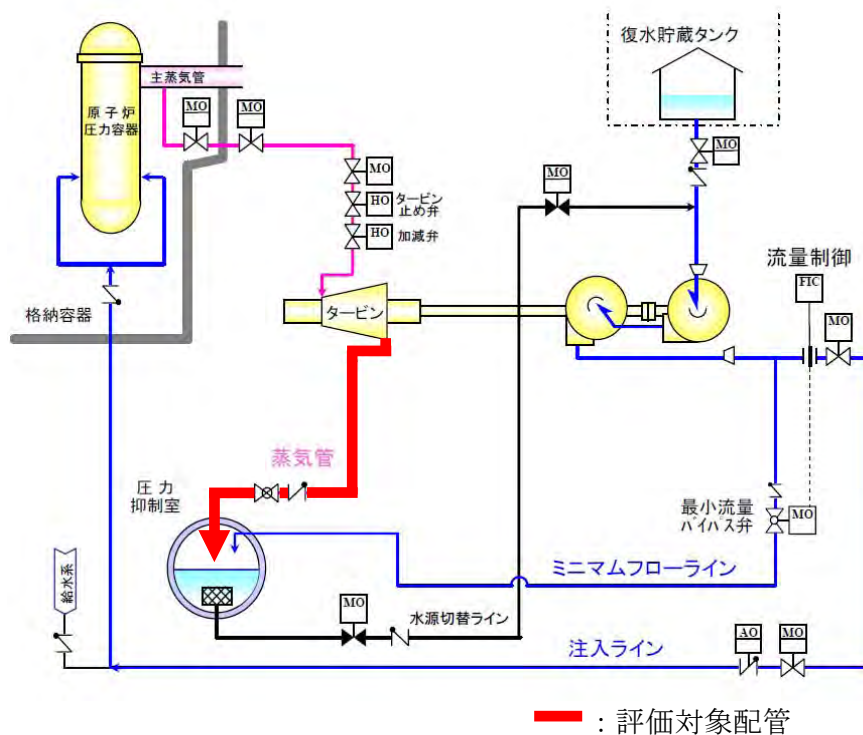 復水貯蔵タンク
主蒸気管
原子炉
圧力容器
MO
MO
MO
MO
MO
HO
タービン
止め弁
HO
加減弁
流量制御
FIC
MO
格納容器
タービン
蒸気管
圧力
抑制室
最小流量
バイパス弁
MO
給水系
ミニマムフローライン
MO
水源切替ライン
AO
MO
注入ライン
：評価対象配管